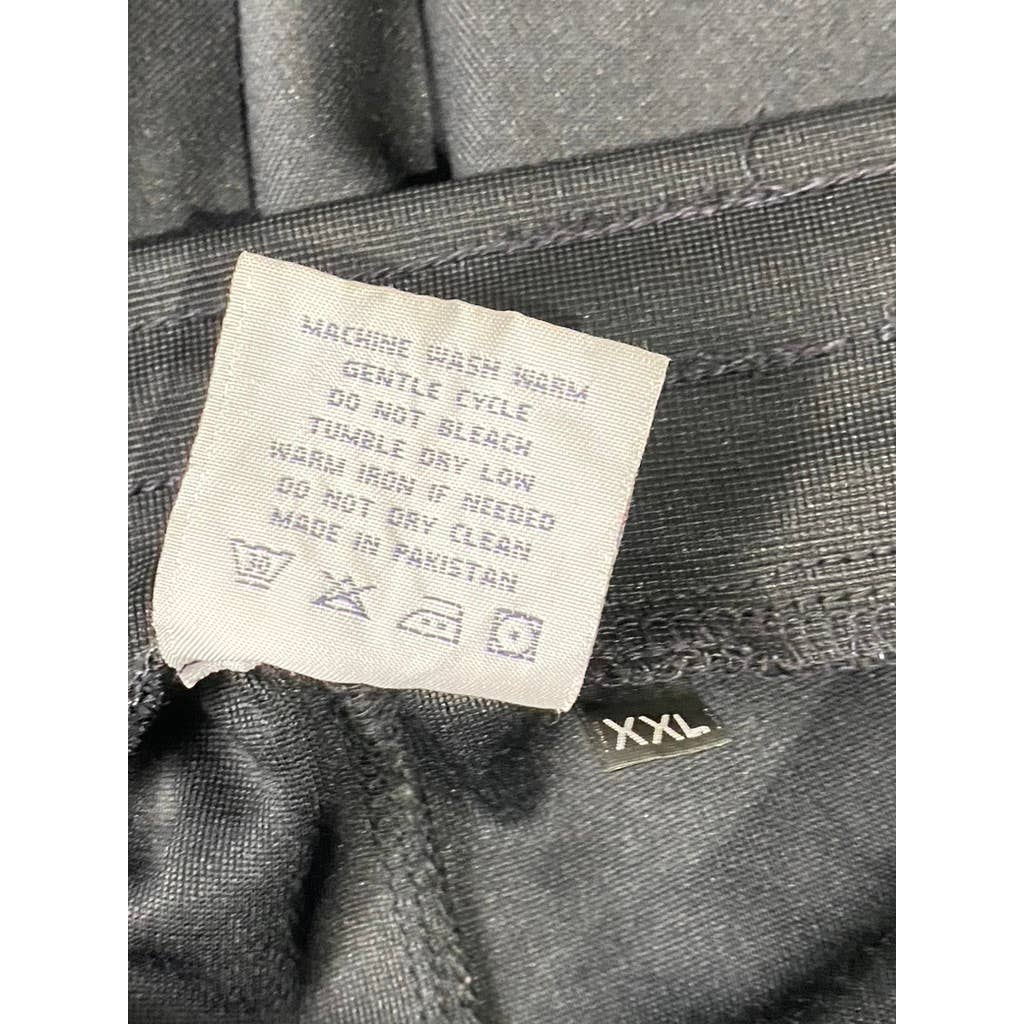 MACHINE WASH WARM
GENTLE CYCLE
DO NOT BLEACH
TUMBLE DRY LOW
WARM IRON IF NEEDED
DO NOT DRY CLEAN
MADE IN PAKISTAN
30
XXL